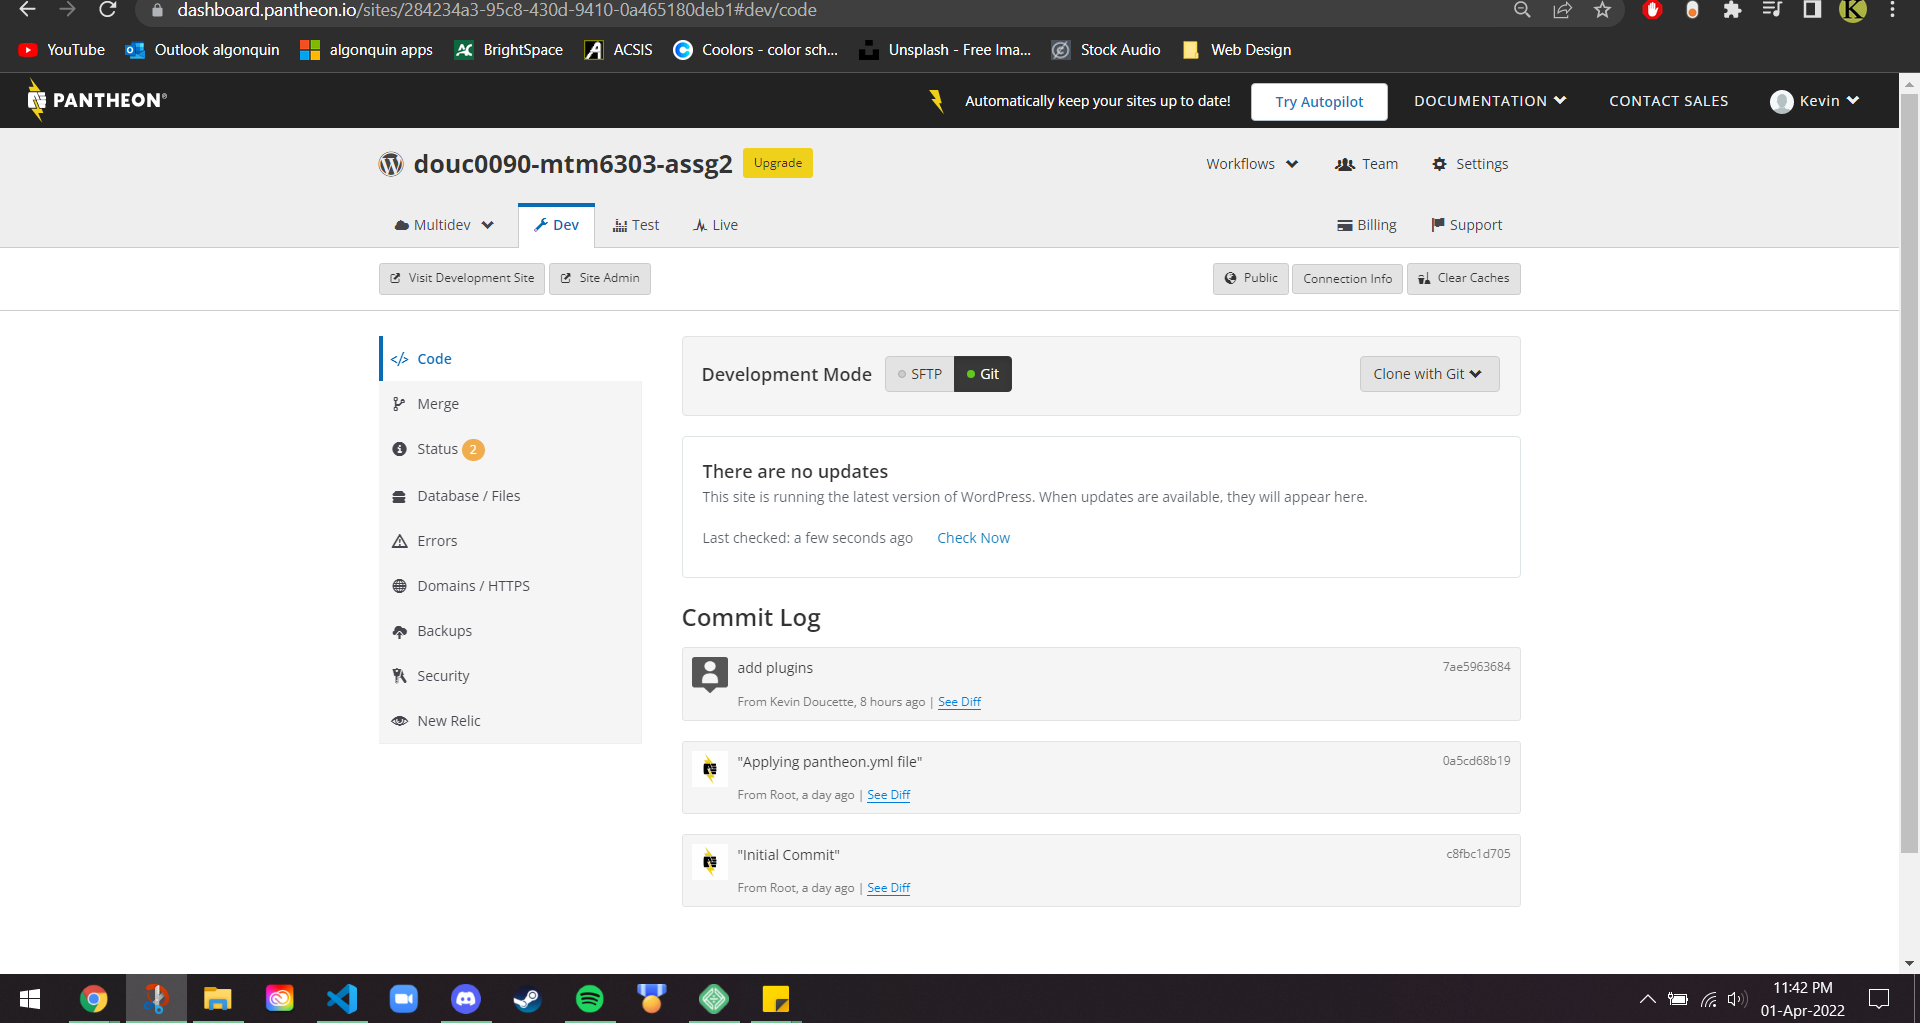 dashboard.pantheon.io/sites/284234a3-95c8-430d-9410-0a465180deb1#dev/code
K
YouTube Outlook algonquin algonquin apps BrightSpace ACSIS Coolors - color sch... Unsplash - Free Ima... Stock Audio Web Design
PANTHEON® Automatically keep your sites up to date! Try Autopilot DOCUMENTATION CONTACT SALES Kevin
douc0090-mtm6303-assg2 Upgrade Workflows Team Settings
Multidev Dev Test Live Billing Support
Visit Development Site Site Admin Public Connection Info Clear Caches
Code
Merge
Status 2
Database / Files
Errors
Domains / HTTPS
Backups
Security
New Relic
Development Mode SFTP Git Clone with Git
There are no updates
This site is running the latest version of WordPress. When updates are available, they will appear here.
Last checked: a few seconds ago Check Now
Commit Log
add plugins 7ae5963684
From Kevin Doucette, 8 hours ago | See Diff
"Applying pantheon.yml file" 0a5cd68b19
From Root, a day ago | See Diff
"Initial Commit" c8fbc1d705
From Root, a day ago | See Diff
11:42 PM
01-Apr-2022